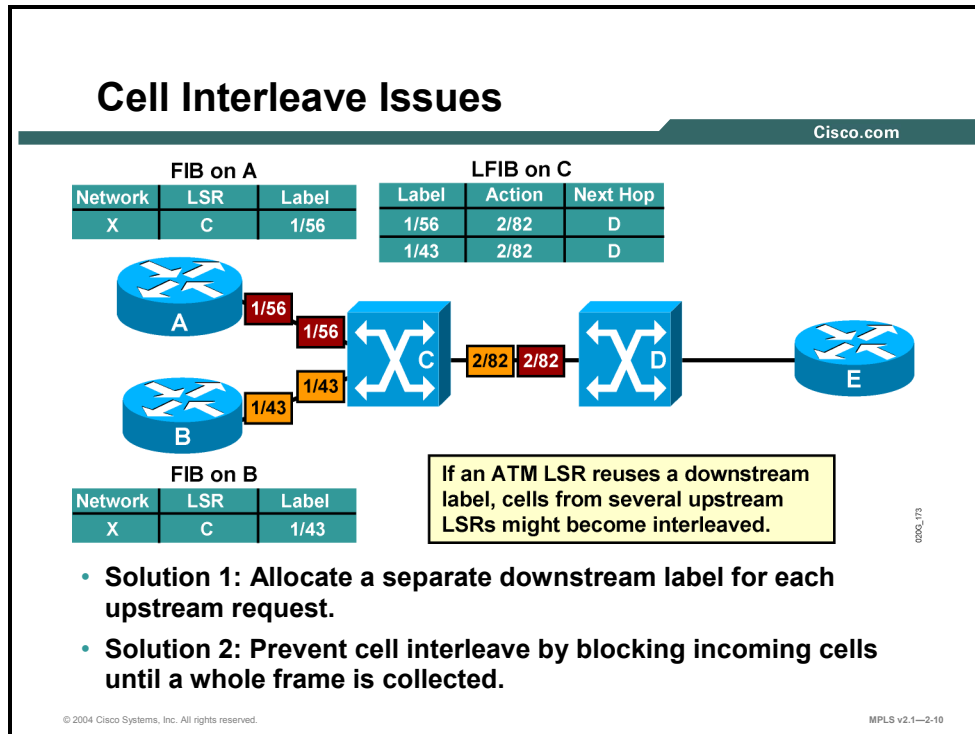 Cell Interleave Issues
Cisco.com
FIB on A
Network LSR Label
X C 1/56
LFIB on C
Label Action Next Hop
1/56 2/82 D
1/43 2/82 D
A
1/56
1/56
C
2/82
2/82
D
E
1/43
1/43
B
FIB on B
Network LSR Label
X C 1/43
If an ATM LSR reuses a downstream
label, cells from several upstream
LSRs might become interleaved.
020G_173
• Solution 1: Allocate a separate downstream label for each
upstream request.
• Solution 2: Prevent cell interleave by blocking incoming cells
until a whole frame is collected.
© 2004 Cisco Systems, Inc. All rights reserved.
MPLS v2.1—2-10